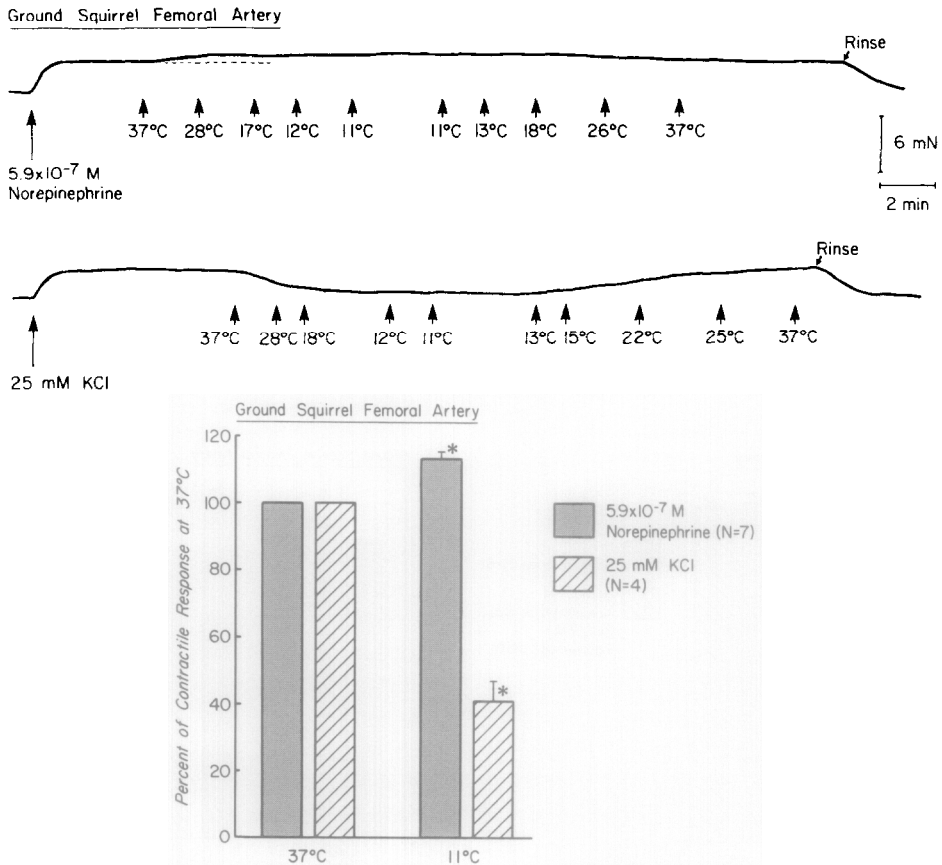 Ground Squirrel Femoral Artery
Rinse
37°C 28°C 17°C 12°C 11°C 11°C 13°C 18°C 26°C 37°C
6 mN
2 min
5.9x10⁻⁷ M
Norepinephrine
Rinse
37°C 28°C 18°C 12°C 11°C 13°C 15°C 22°C 25°C 37°C
25 mM KCl
Ground Squirrel Femoral Artery
Percent of Contractile Response at 37°C
120
100
80
60
40
20
0
*
*
37°C 11°C
5.9x10⁻⁷ M
Norepinephrine (N=7)
25 mM KCl
(N=4)